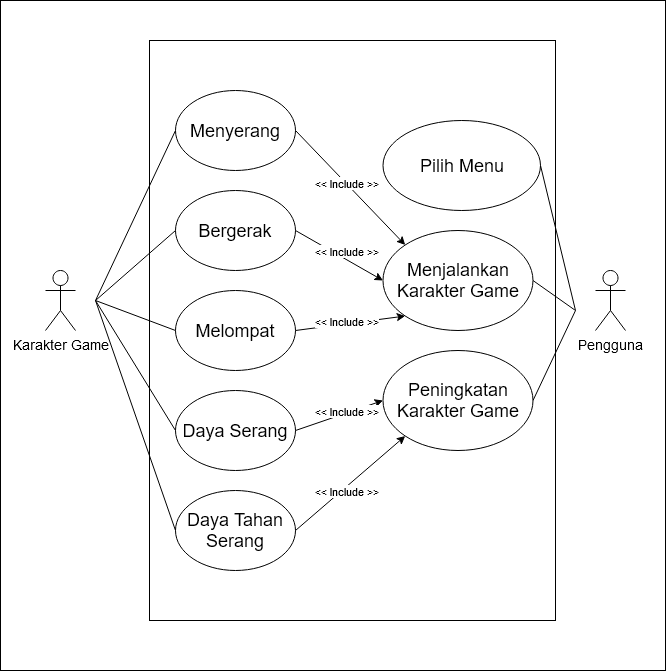 Menyerang
Pilih Menu
<< Include >>
Bergerak
<< Include >>
Menjalankan
Karakter Game
Melompat
<< Include >>
Karakter Game
Pengguna
Peningkatan
Karakter Game
<< Include >>
Daya Serang
<< Include >>
Daya Tahan
Serang